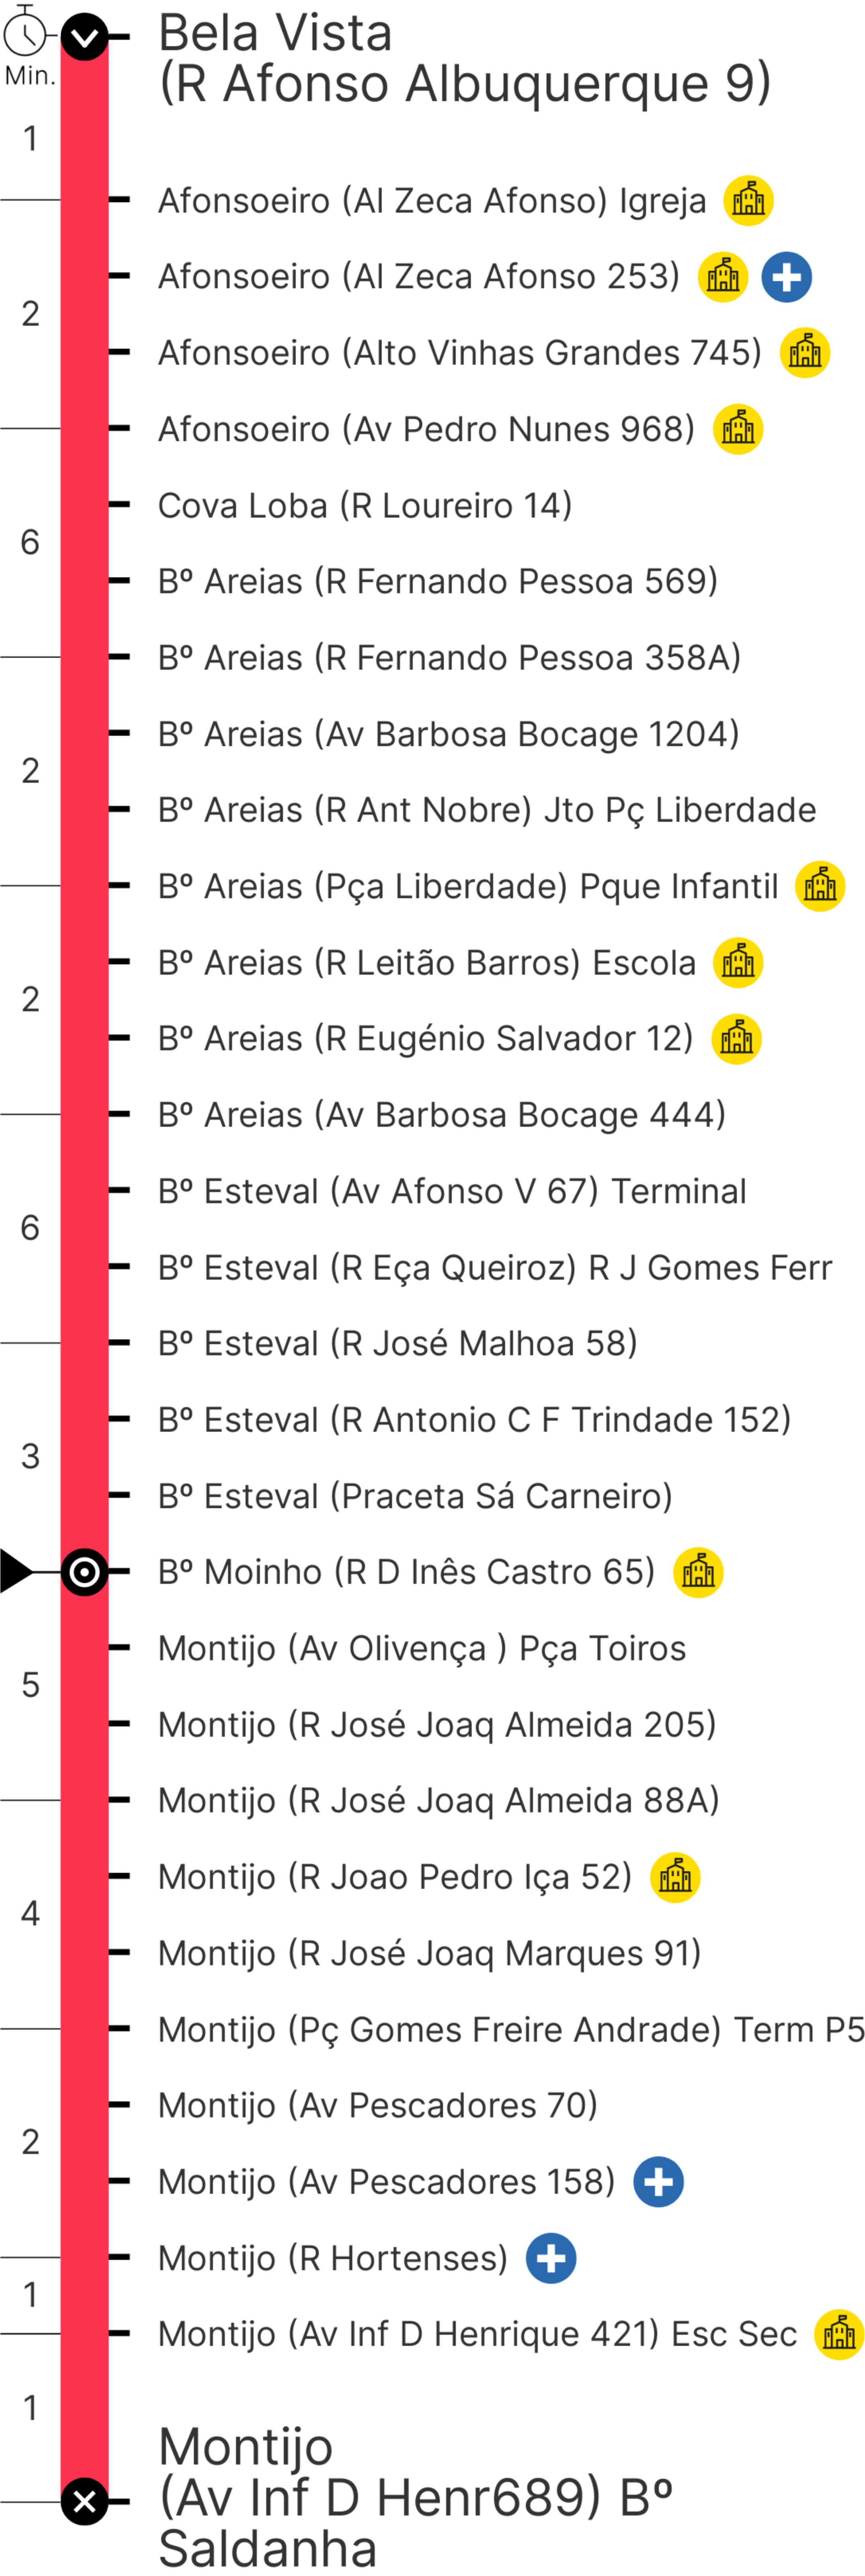 Min.
Bela Vista
(R Afonso Albuquerque 9)
1
Afonsoeiro (Al Zeca Afonso) Igreja
Afonsoeiro (Al Zeca Afonso 253)
2
Afonsoeiro (Alto Vinhas Grandes 745)
Afonsoeiro (Av Pedro Nunes 968)
Cova Loba (R Loureiro 14)
6
Bº Areias (R Fernando Pessoa 569)
Bº Areias (R Fernando Pessoa 358A)
Bº Areias (Av Barbosa Bocage 1204)
2
Bº Areias (R Ant Nobre) Jto Pç Liberdade
Bº Areias (Pça Liberdade) Pque Infantil
Bº Areias (R Leitão Barros) Escola
2
Bº Areias (R Eugénio Salvador 12)
Bº Areias (Av Barbosa Bocage 444)
Bº Esteval (Av Afonso V 67) Terminal
6
Bº Esteval (R Eça Queiroz) R J Gomes Ferr
Bº Esteval (R José Malhoa 58)
Bº Esteval (R Antonio C F Trindade 152)
3
Bº Esteval (Praceta Sá Carneiro)
Bº Moinho (R D Inês Castro 65)
Montijo (Av Olivença ) Pça Toiros
5
Montijo (R José Joaq Almeida 205)
Montijo (R José Joaq Almeida 88A)
Montijo (R Joao Pedro Iça 52)
4
Montijo (R José Joaq Marques 91)
Montijo (Pç Gomes Freire Andrade) Term P5
Montijo (Av Pescadores 70)
2
Montijo (Av Pescadores 158)
Montijo (R Hortenses)
1
Montijo (Av Inf D Henrique 421) Esc Sec
1
Montijo
(Av Inf D Henr689) Bº
Saldanha